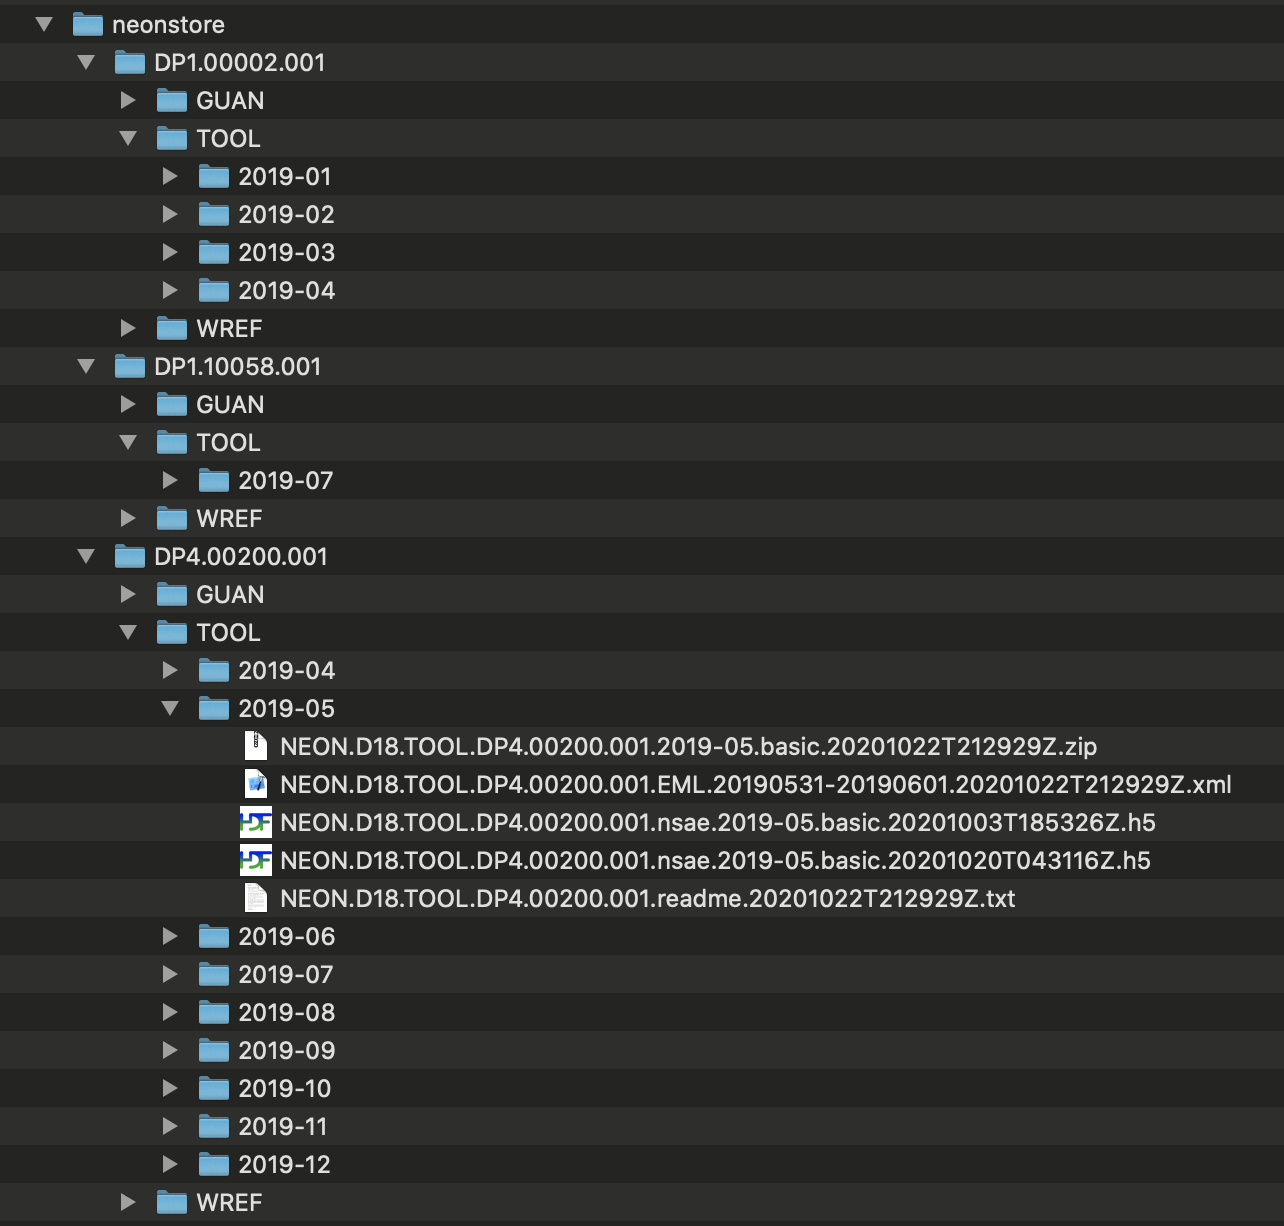 neonstore
DP1.00002.001
GUAN
TOOL
2019-01
2019-02
2019-03
2019-04
WREF
DP1.10058.001
GUAN
TOOL
2019-07
WREF
DP4.00200.001
GUAN
TOOL
2019-04
2019-05
NEON.D18.TOOL.DP4.00200.001.2019-05.basic.20201022T212929Z.zip
NEON.D18.TOOL.DP4.00200.001.EML.20190531-20190601.20201022T212929Z.xml
HDF NEON.D18.TOOL.DP4.00200.001.nsae.2019-05.basic.20201003T185326Z.h5
HDF NEON.D18.TOOL.DP4.00200.001.nsae.2019-05.basic.20201020T043116Z.h5
NEON.D18.TOOL.DP4.00200.001.readme.20201022T212929Z.txt
2019-06
2019-07
2019-08
2019-09
2019-10
2019-11
2019-12
WREF